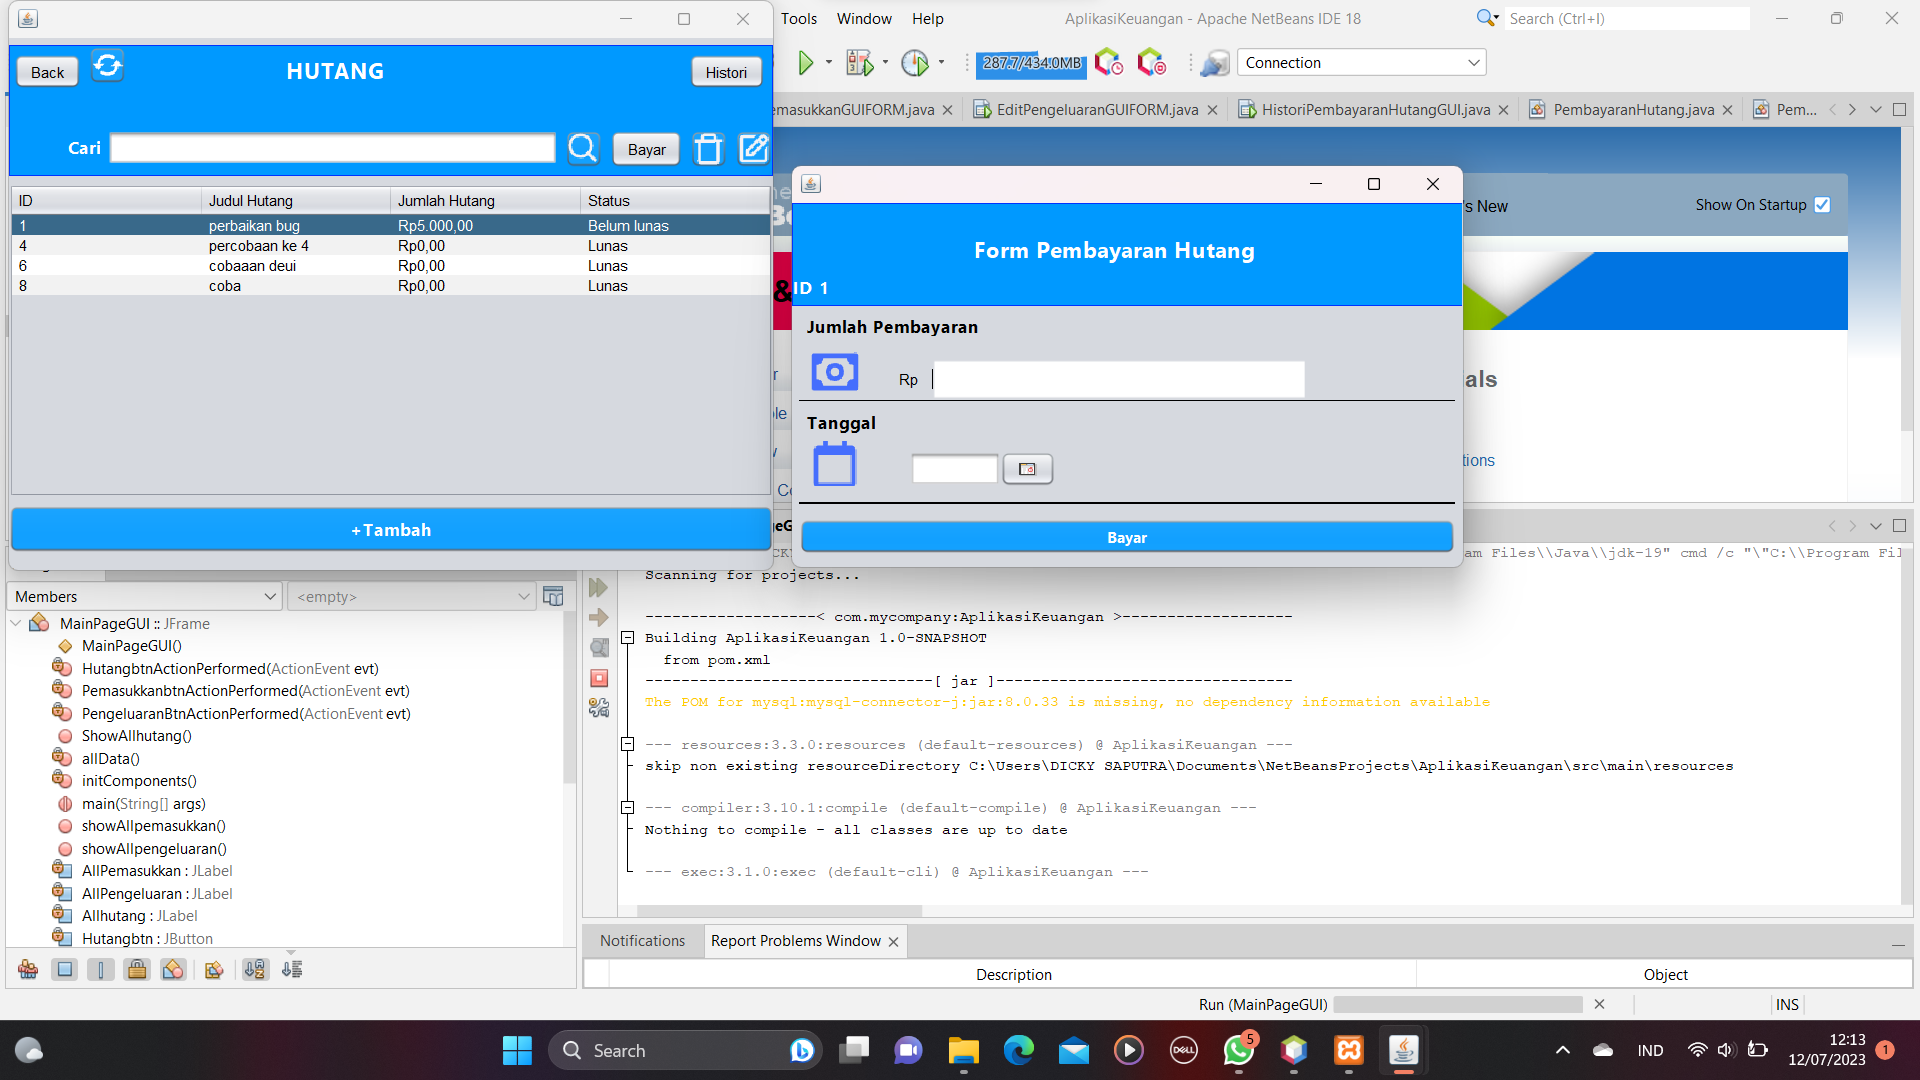 Tools Window Help
AplikasiKeuangan - Apache NetBeans IDE 18
Search (Ctrl+I)
Back
HUTANG
Histori
287.7/434.0MB
Connection
emasukkanGUIFORM.java
EditPengeluaranGUIFORM.java
HistoriPembayaranHutangGUI.java
PembayaranHutang.java
Pem...
Cari
Bayar
ID Judul Hutang Jumlah Hutang Status
1 perbaikan bug Rp5.000,00 Belum lunas
4 percobaan ke 4 Rp0,00 Lunas
6 cobaaan deui Rp0,00 Lunas
8 coba Rp0,00 Lunas
+Tambah
's New
Show On Startup
&
als
tions
Form Pembayaran Hutang
ID 1
Jumlah Pembayaran
Rp
Tanggal
Bayar
ram Files\\Java\\jdk-19" cmd /c "\"C:\\Program Fil
Scanning for projects...
-------------------< com.mycompany:AplikasiKeuangan >-------------------
Building AplikasiKeuangan 1.0-SNAPSHOT
from pom.xml
--------------------------------[ jar ]---------------------------------
The POM for mysql:mysql-connector-j:jar:8.0.33 is missing, no dependency information available
--- resources:3.3.0:resources (default-resources) @ AplikasiKeuangan ---
skip non existing resourceDirectory C:\Users\DICKY SAPUTRA\Documents\NetBeansProjects\AplikasiKeuangan\src\main\resources
--- compiler:3.10.1:compile (default-compile) @ AplikasiKeuangan ---
Nothing to compile - all classes are up to date
--- exec:3.1.0:exec (default-cli) @ AplikasiKeuangan ---
Members
<empty>
MainPageGUI :: JFrame
MainPageGUI()
HutangbtnActionPerformed(ActionEvent evt)
PemasukkanbtnActionPerformed(ActionEvent evt)
PengeluaranBtnActionPerformed(ActionEvent evt)
ShowAllhutang()
allData()
initComponents()
main(String[] args)
showAllpemasukkan()
showAllpengeluaran()
AllPemasukkan : JLabel
AllPengeluaran : JLabel
Allhutang : JLabel
Hutangbtn : JButton
Notifications
Report Problems Window
Description
Object
Run (MainPageGUI)
INS
Search
DELL
5
IND
12:13
12/07/2023
1